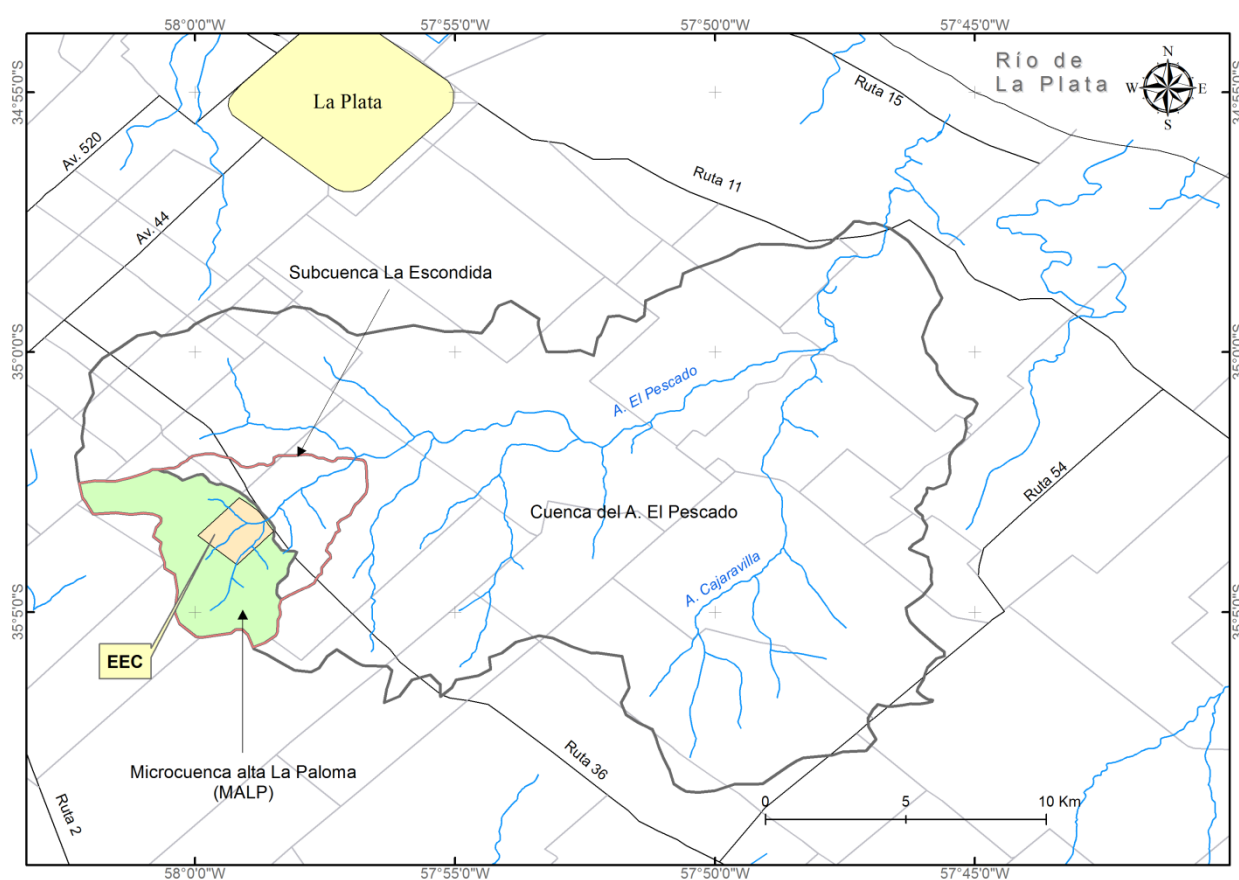 58°0'0"W
57°55'0"W
57°50'0"W
57°45'0"W
34°55'0"S
35°0'0"S
35°5'0"S
34°55'0"S
35°0'0"S
35°5'0"S
Río de
La Plata
N
W
E
S
La Plata
Ruta 15
Av. 520
Ruta 11
Av. 44
Subcuenca La Escondida
A. El Pescado
Ruta 54
Cuenca del A. El Pescado
A. Cajaravilla
EEC
Ruta 36
Microcuenca alta La Paloma
(MALP)
Ruta 2
0
5
10 Km
58°0'0"W
57°55'0"W
57°50'0"W
57°45'0"W